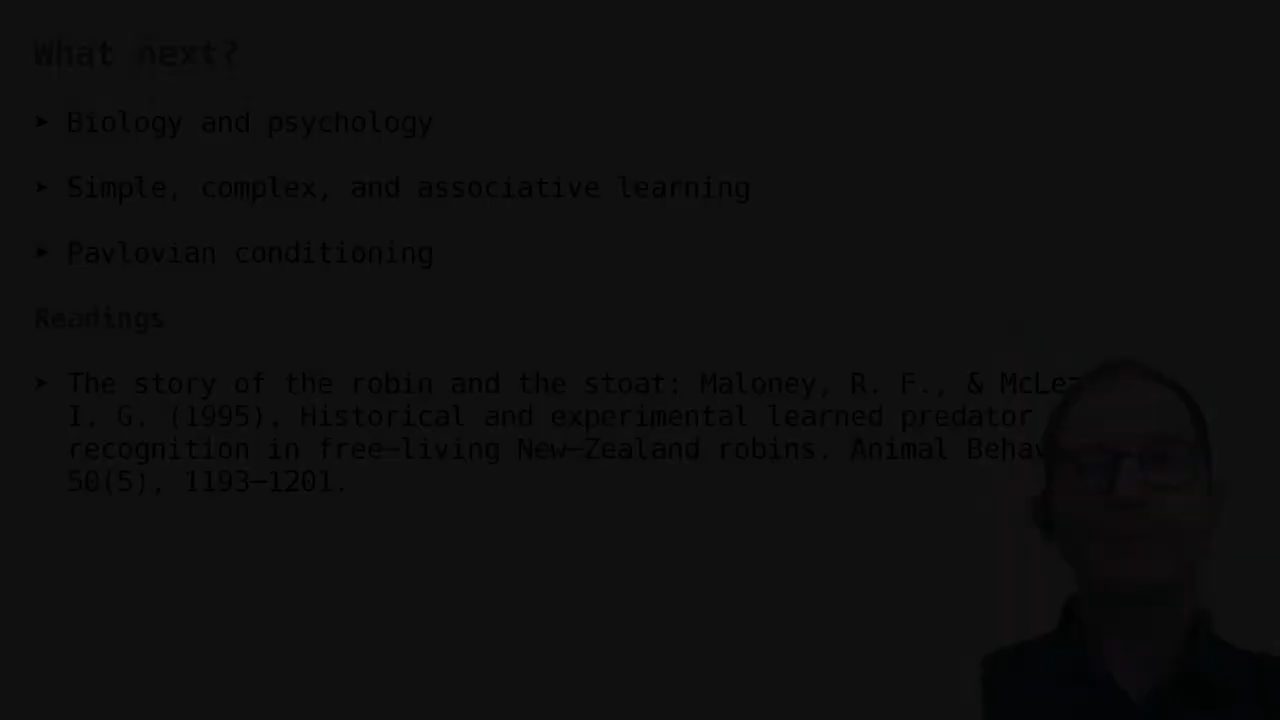 What next?
➤ Biology and psychology
➤ Simple, complex, and associative learning
➤ Pavlovian conditioning
Readings
➤ The story of the robin and the stoat: Maloney, R. F., &
I. G. (1995). Historical and experimental learned predator
recognition in free—living New—Zealand robins. Animal
50(5), 1193—1201.